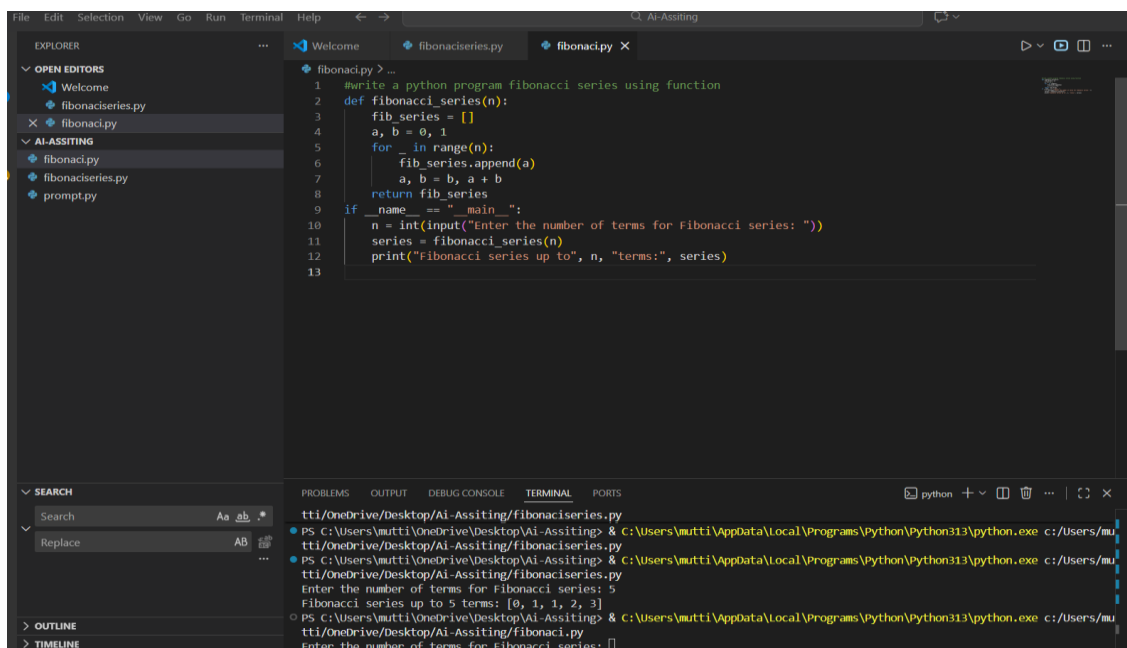 File Edit Selection View Go Run Terminal Help
Ai-Assiting
EXPLORER
OPEN EDITORS
Welcome
fibonaciseries.py
fibonaci.py
AI-ASSITING
fibonaci.py
fibonaciseries.py
prompt.py
SEARCH
Search Aa ab .*
Replace AB
OUTLINE
TIMELINE
Welcome fibonaciseries.py fibonaci.py
fibonaci.py > ...
1 #write a python program fibonacci series using function
2 def fibonacci_series(n):
3 fib_series = []
4 a, b = 0, 1
5 for _ in range(n):
6 fib_series.append(a)
7 a, b = b, a + b
8 return fib_series
9 if __name__ == "__main__":
10 n = int(input("Enter the number of terms for Fibonacci series: "))
11 series = fibonacci_series(n)
12 print("Fibonacci series up to", n, "terms:", series)
13
PROBLEMS OUTPUT DEBUG CONSOLE TERMINAL PORTS
python
tti/OneDrive/Desktop/Ai-Assiting/fibonaciseries.py
PS C:\Users\mutti\OneDrive\Desktop\Ai-Assiting> & C:\Users\mutti\AppData\Local\Programs\Python\Python313\python.exe c:/Users/mu
tti/OneDrive/Desktop/Ai-Assiting/fibonaciseries.py
PS C:\Users\mutti\OneDrive\Desktop\Ai-Assiting> & C:\Users\mutti\AppData\Local\Programs\Python\Python313\python.exe c:/Users/mu
tti/OneDrive/Desktop/Ai-Assiting/fibonaciseries.py
Enter the number of terms for Fibonacci series: 5
Fibonacci series up to 5 terms: [0, 1, 1, 2, 3]
PS C:\Users\mutti\OneDrive\Desktop\Ai-Assiting> & C:\Users\mutti\AppData\Local\Programs\Python\Python313\python.exe c:/Users/mu
tti/OneDrive/Desktop/Ai-Assiting/fibonaci.py
Enter the number of terms for Fibonacci series: